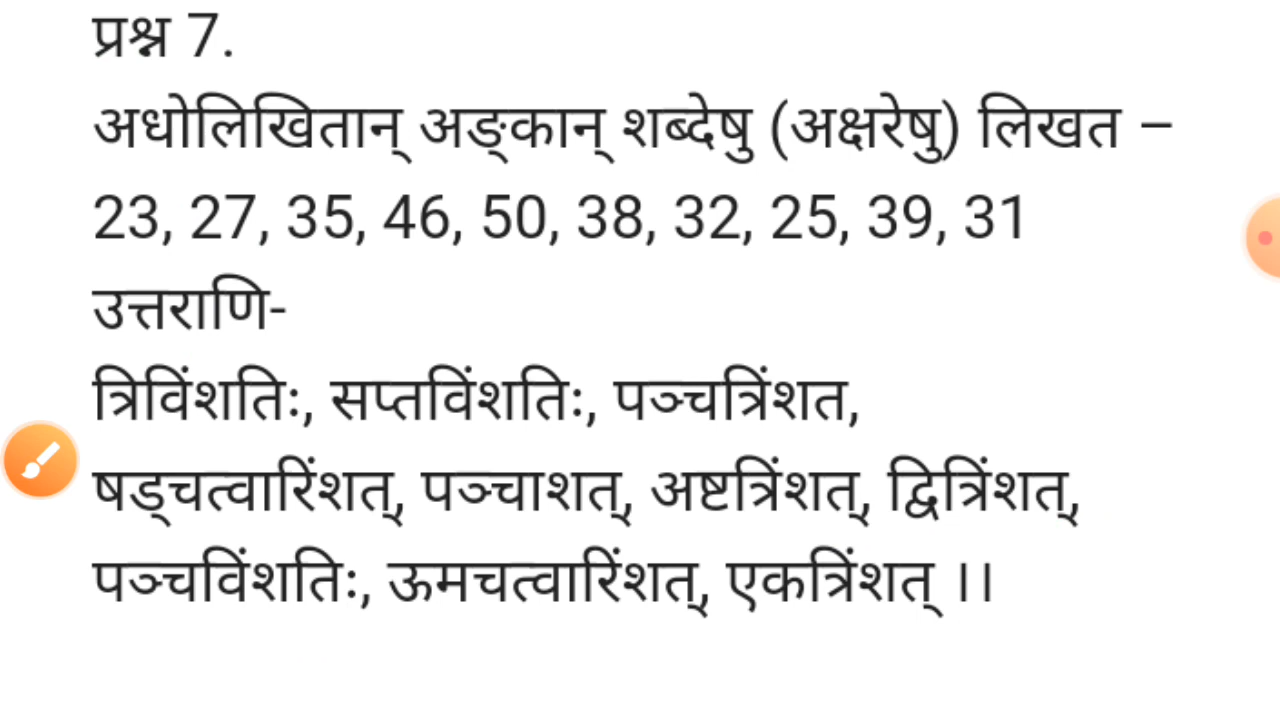 प्रश्न 7.
अधोलिखितान् अङ्कान् शब्देषु (अक्षरेषु) लिखत –
23, 27, 35, 46, 50, 38, 32, 25, 39, 31
उत्तराणि-
त्रिविंशतिः, सप्तविंशतिः, पञ्चत्रिंशत,
षड्चत्वारिंशत्, पञ्चाशत्, अष्टत्रिंशत्, द्वित्रिंशत्,
पञ्चविंशतिः, ऊमचत्वारिंशत्, एकत्रिंशत् ।।